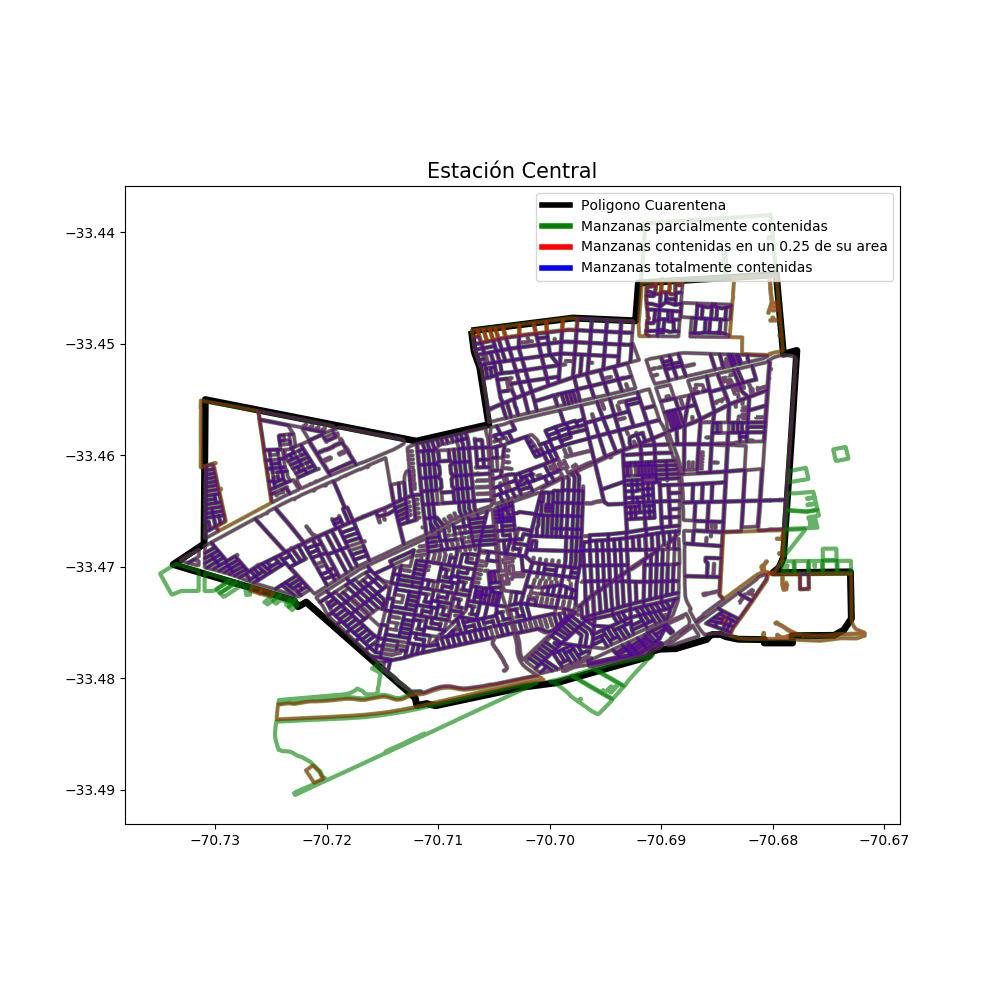 Estación Central
Poligono Cuarentena
Manzanas parcialmente contenidas
Manzanas contenidas en un 0.25 de su area
Manzanas totalmente contenidas
−33.44
−33.45
−33.46
−33.47
−33.48
−33.49
−70.73
−70.72
−70.71
−70.70
−70.69
−70.68
−70.67